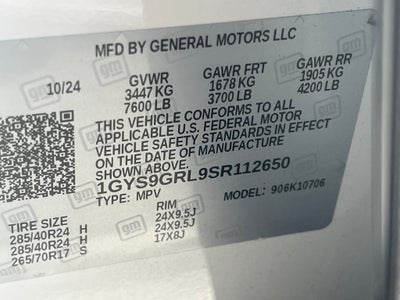 MFD BY GENERAL MOTORS LLC
10/24 GVWR GAWR FRT GAWR RR
3447 KG 1678 KG 1905 KG
7600 LB 3700 LB 4200 LB
THIS VEHICLE CONFORMS TO ALL
APPLICABLE U.S. FEDERAL MOTOR
VEHICLE SAFETY STANDARDS IN EFFECT ON
THE DATE OF MANUFACTURE SHOWN ABOVE.
1GYS9GRL9SR112650
TYPE: MPV MODEL: 906K10706
TIRE SIZE RIM
285/40R24 H 24X9.5J
285/40R24 H 24X9.5J
265/70R17 S 17X8J
gm